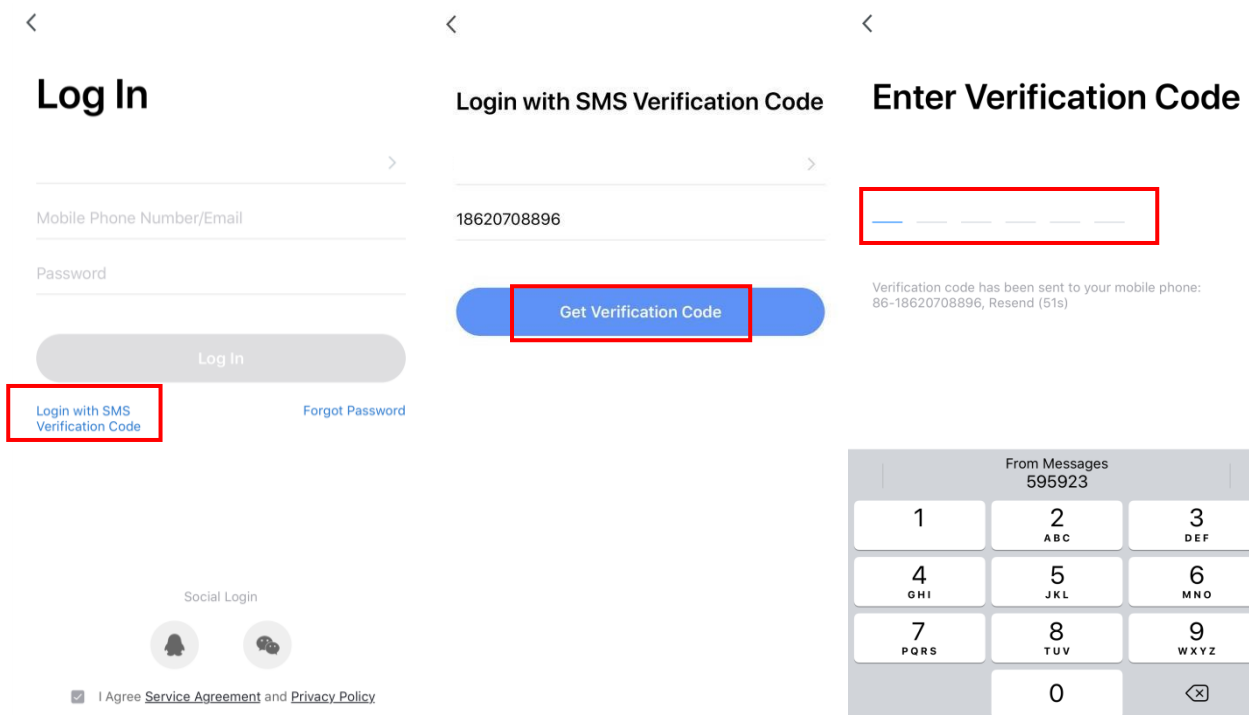 Log In
Mobile Phone Number/Email
Password
Log In
Login with SMS
Verification Code
Forgot Password
Social Login
I Agree Service Agreement and Privacy Policy
Login with SMS Verification Code
18620708896
Get Verification Code
Enter Verification Code
Verification code has been sent to your mobile phone:
86-18620708896, Resend (51s)
From Messages
595923
1
2
ABC
3
DEF
4
GHI
5
JKL
6
MNO
7
PQRS
8
TUV
9
WXYZ
0